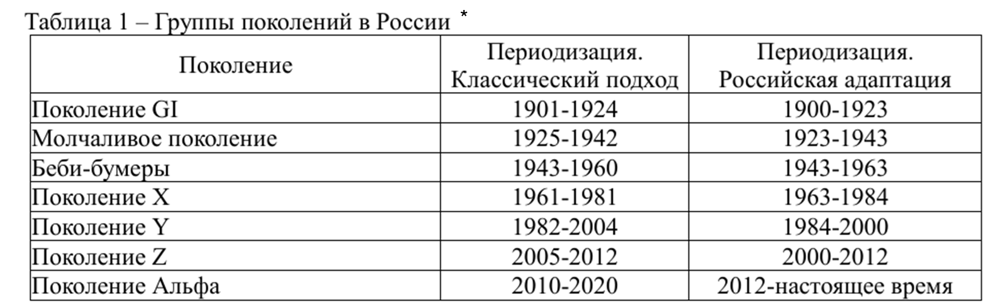 Таблица 1 – Группы поколений в России *
Поколение Периодизация. Классический подход Периодизация. Российская адаптация
Поколение GI 1901-1924 1900-1923
Молчаливое поколение 1925-1942 1923-1943
Беби-бумеры 1943-1960 1943-1963
Поколение X 1961-1981 1963-1984
Поколение Y 1982-2004 1984-2000
Поколение Z 2005-2012 2000-2012
Поколение Альфа 2010-2020 2012-настоящее время